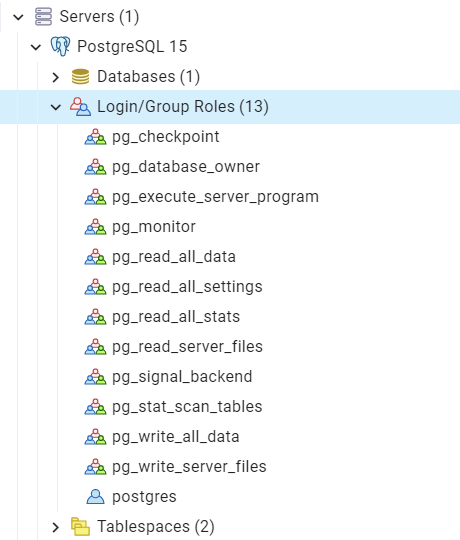 Servers (1)
PostgreSQL 15
Databases (1)
Login/Group Roles (13)
pg_checkpoint
pg_database_owner
pg_execute_server_program
pg_monitor
pg_read_all_data
pg_read_all_settings
pg_read_all_stats
pg_read_server_files
pg_signal_backend
pg_stat_scan_tables
pg_write_all_data
pg_write_server_files
postgres
Tablespaces (2)